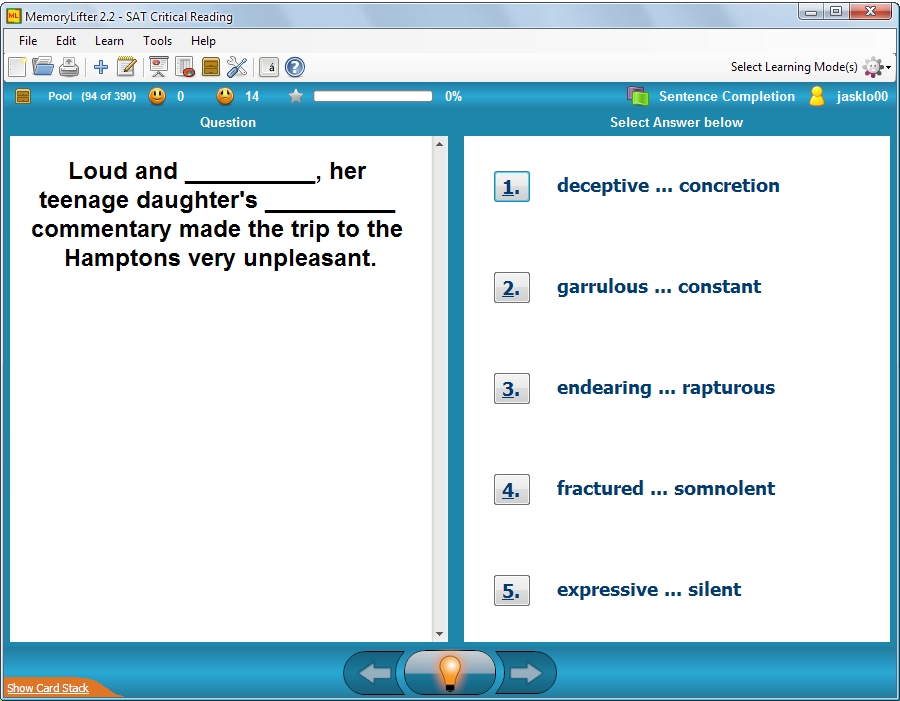 MemoryLifter 2.2 - SAT Critical Reading
File Edit Learn Tools Help
á ? Select Learning Mode(s)
Pool (94 of 390) 0 14 0% Sentence Completion jasklo00
Question
Select Answer below
Loud and __________, her
teenage daughter's __________
commentary made the trip to the
Hamptons very unpleasant.
1. deceptive ... concretion
2. garrulous ... constant
3. endearing ... rapturous
4. fractured ... somnolent
5. expressive ... silent
Show Card Stack